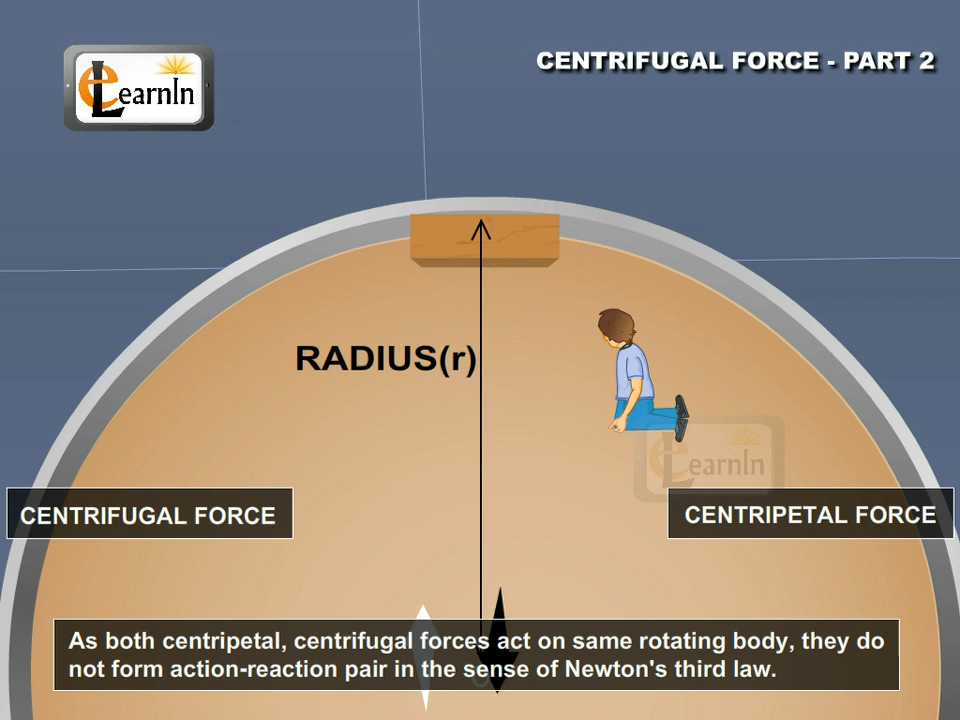 CENTRIFUGAL FORCE - PART 2
eLearnIn
RADIUS(r)
eLearnIn
CENTRIFUGAL FORCE
CENTRIPETAL FORCE
As both centripetal, centrifugal forces act on same rotating body, they do
not form action-reaction pair in the sense of Newton's third law.